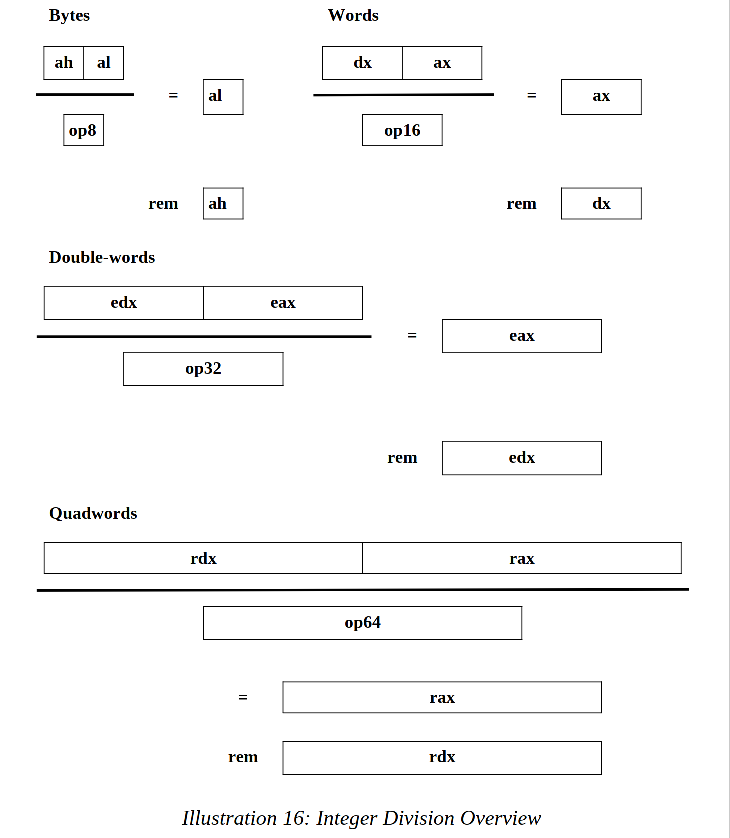 Bytes
Words
ah al
dx ax
= al
= ax
op8
op16
rem ah
rem dx
Double-words
edx eax
= eax
op32
rem edx
Quadwords
rdx rax
op64
= rax
rem rdx
Illustration 16: Integer Division Overview